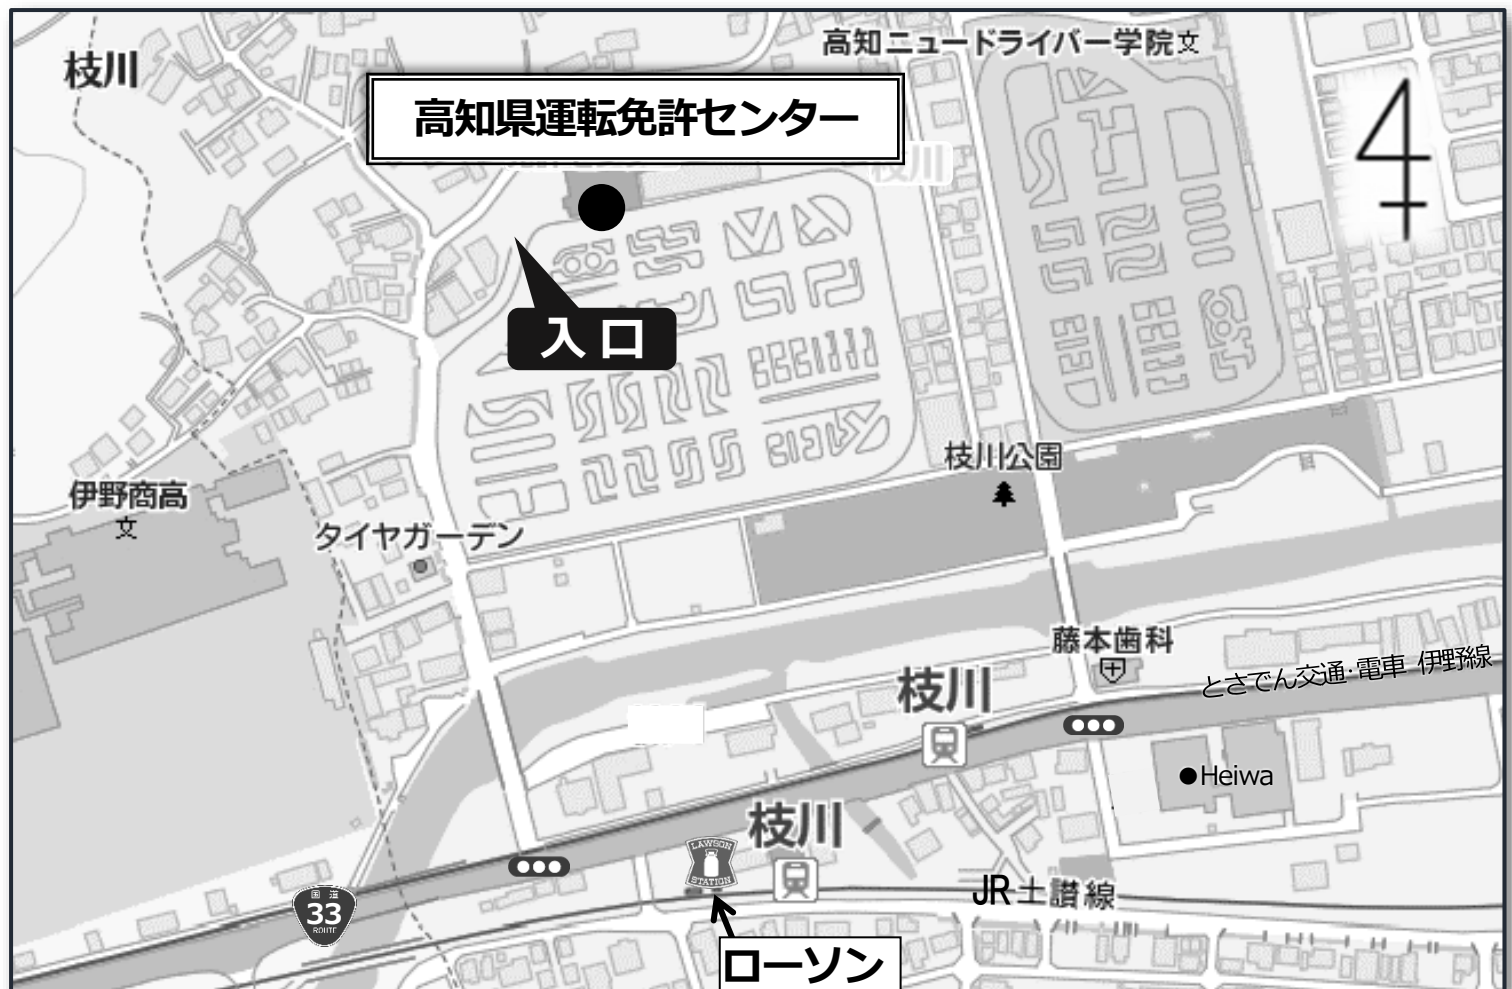 高知ニュードライバー学院
枝川
高知県運転免許センター
枝川
入口
枝川公園
伊野商高
タイヤガーデン
藤本歯科
とさでん交通・電車 伊野線
枝川
Heiwa
枝川
LAWSON
STATION
国道
33
ROUTE
JR土讃線
ローソン